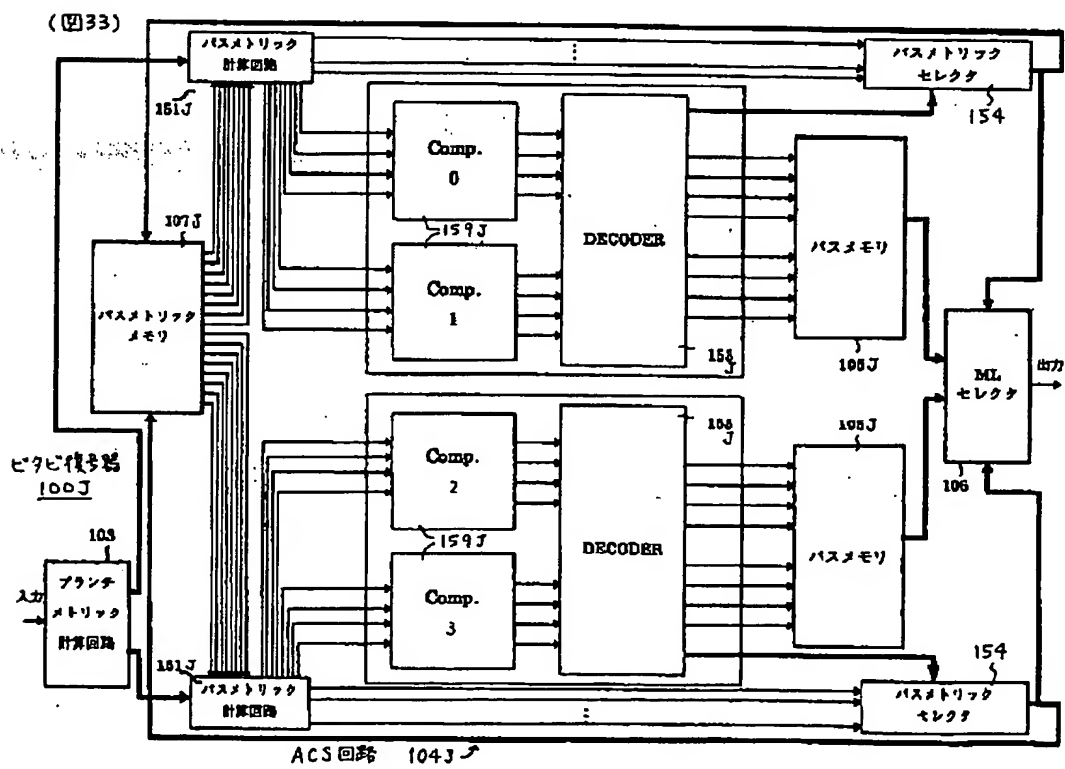 (図33)
パスメトリック
計算回路
151J
パスメトリック
セレクタ
154
Comp.
0
159J
Comp.
1
DECODER
パスメモリ
105J
107J
パスメトリック
メモリ
ML
セレクタ
106
出力
ビタビ復号器
100J
Comp.
2
159J
Comp.
3
DECODER
パスメモリ
105J
103
入力
ブランチ
メトリック
計算回路
151J
パスメトリック
計算回路
154
パスメトリック
セレクタ
ACS回路 104J